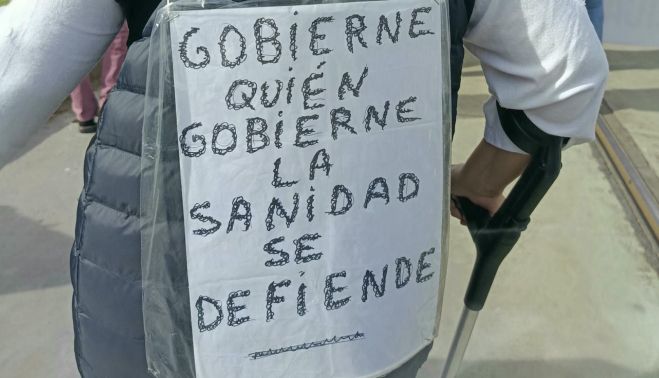 GOBiERNE
QUiÉN
GOBiERNE
LA
SANiDAD
SE
DEFiENDE